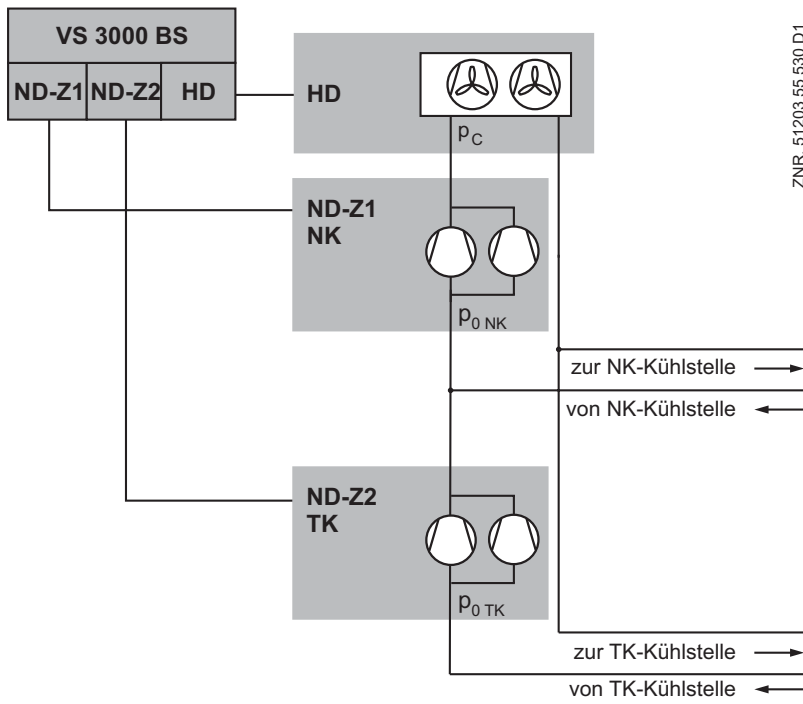 VS 3000 BS
ND-Z1 ND-Z2 HD
HD
pC
ND-Z1
NK
p0 NK
zur NK-Kühlstelle
von NK-Kühlstelle
ND-Z2
TK
p0 TK
zur TK-Kühlstelle
von TK-Kühlstelle
ZNR. 51203 55 530 D1